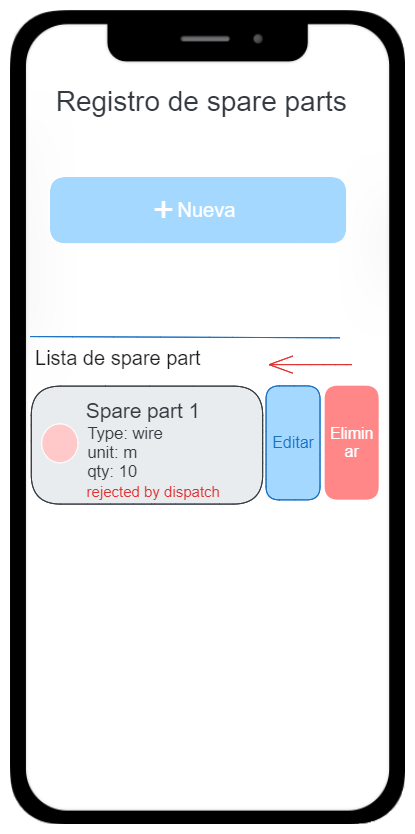 Registro de spare parts
+ Nueva
Lista de spare part
Spare part 1
Type: wire
unit: m
qty: 10
rejected by dispatch
Editar
Elimin
ar